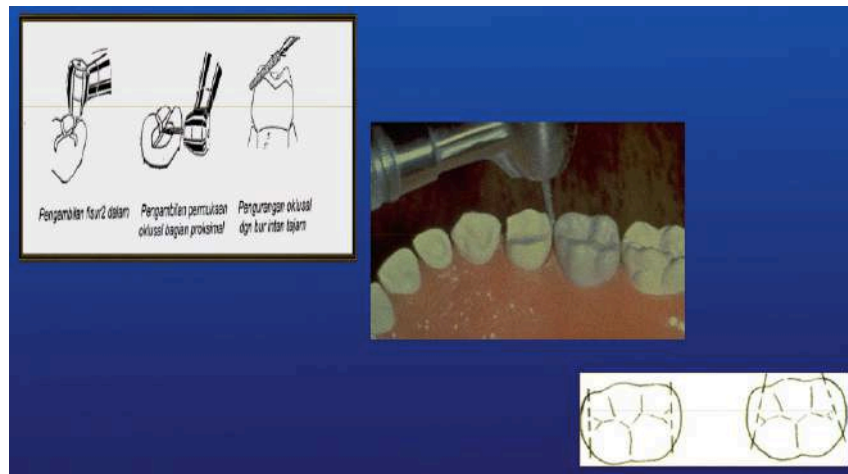 Pengambilan fisur2 dalam
Pengambilan permukaan
oklusal bagian proksimal
Pengurangan oklusal
dgn bur intan tajam